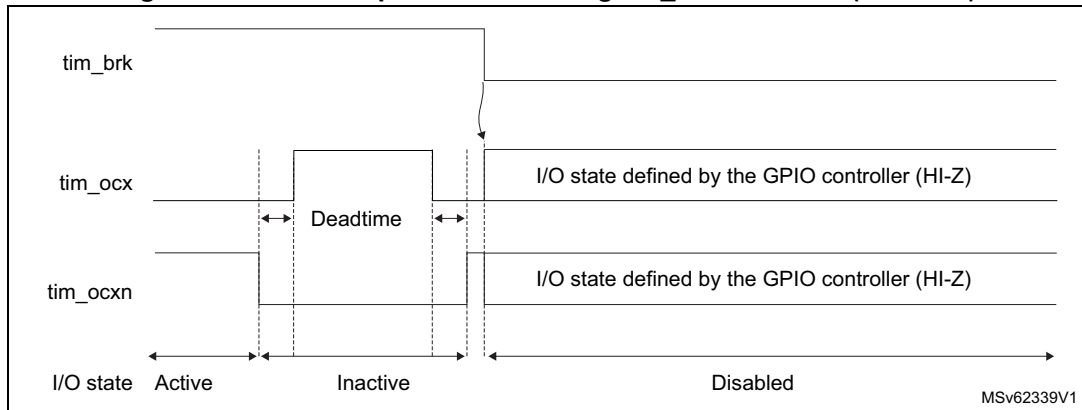 tim_brk
tim_ocx
I/O state defined by the GPIO controller (HI-Z)
Deadtime
tim_ocxn
I/O state defined by the GPIO controller (HI-Z)
I/O state Active Inactive Disabled
MSv62339V1